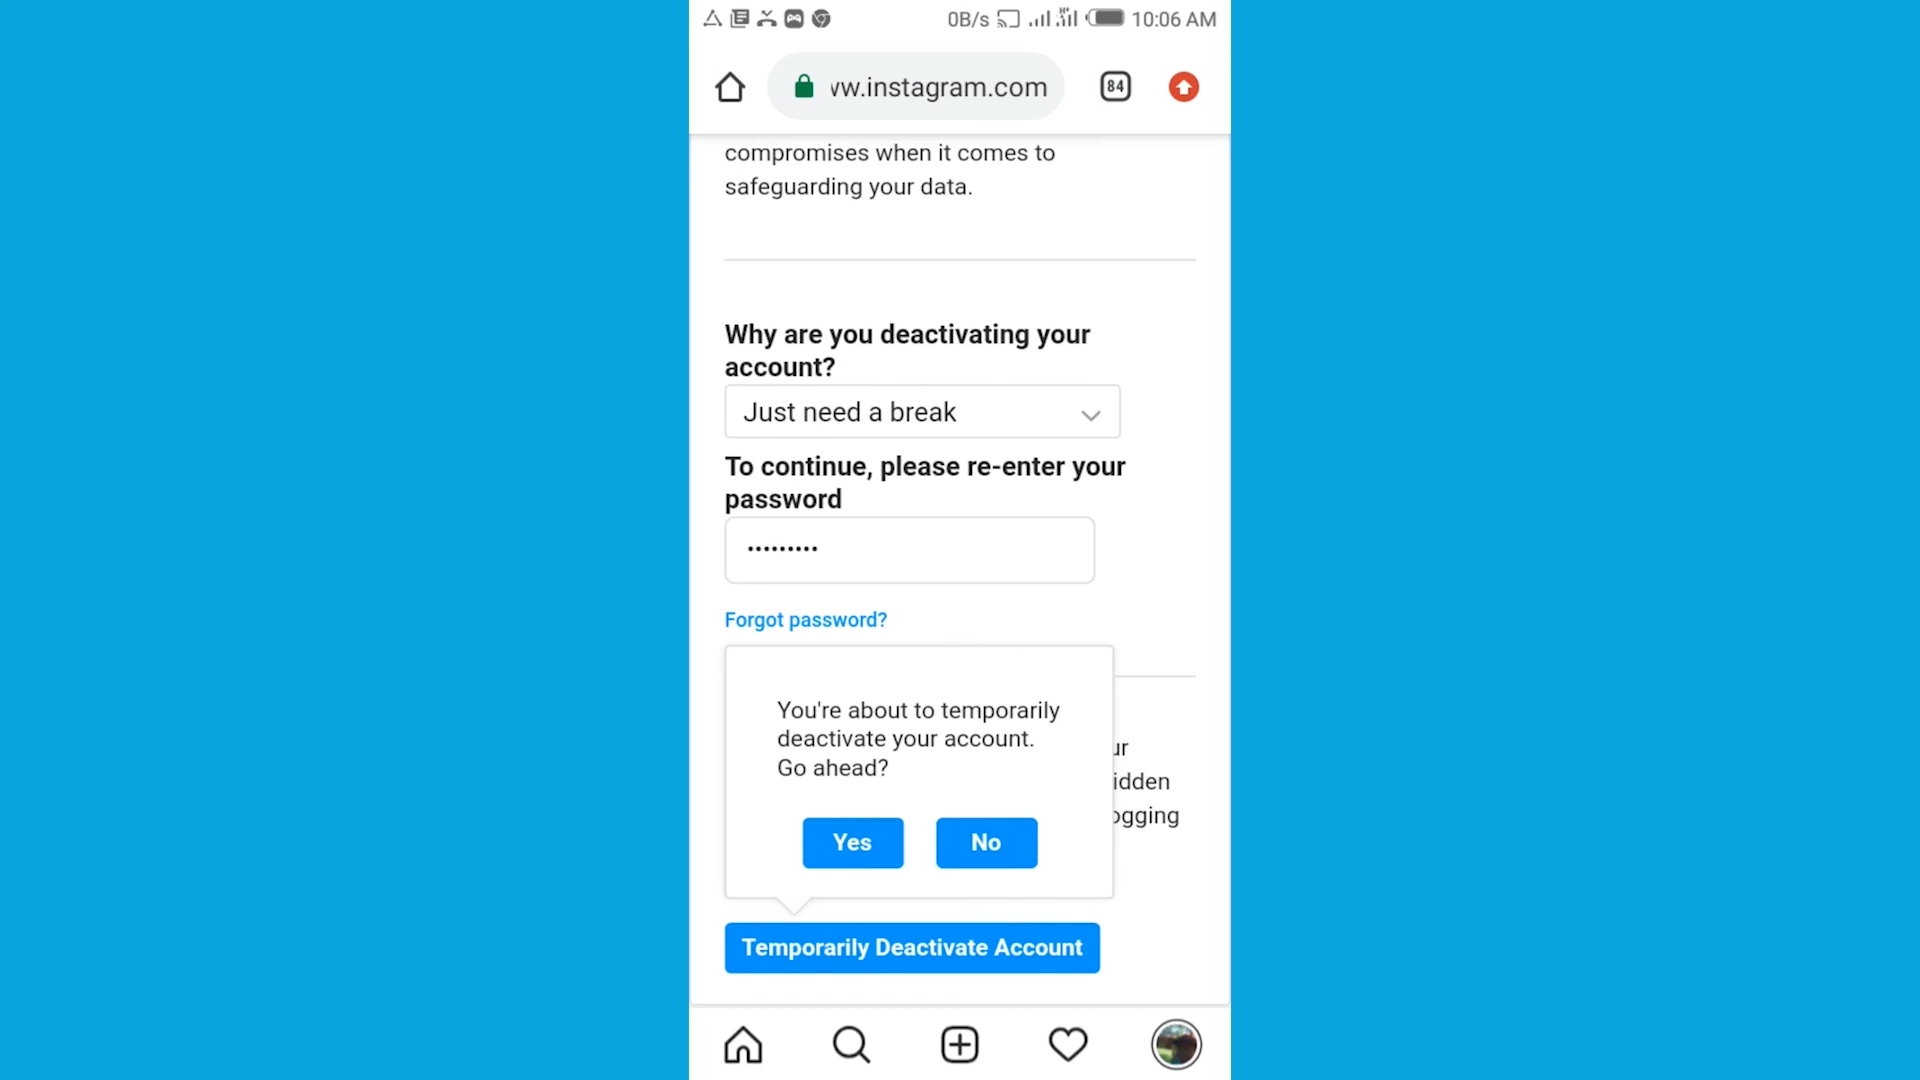 0B/s 10:06 AM
vw.instagram.com 84
compromises when it comes to
safeguarding your data.
Why are you deactivating your
account?
Just need a break
To continue, please re-enter your
password
•••••••••
Forgot password?
You're about to temporarily
deactivate your account.
Go ahead?
Yes No
ur
idden
ogging
Temporarily Deactivate Account